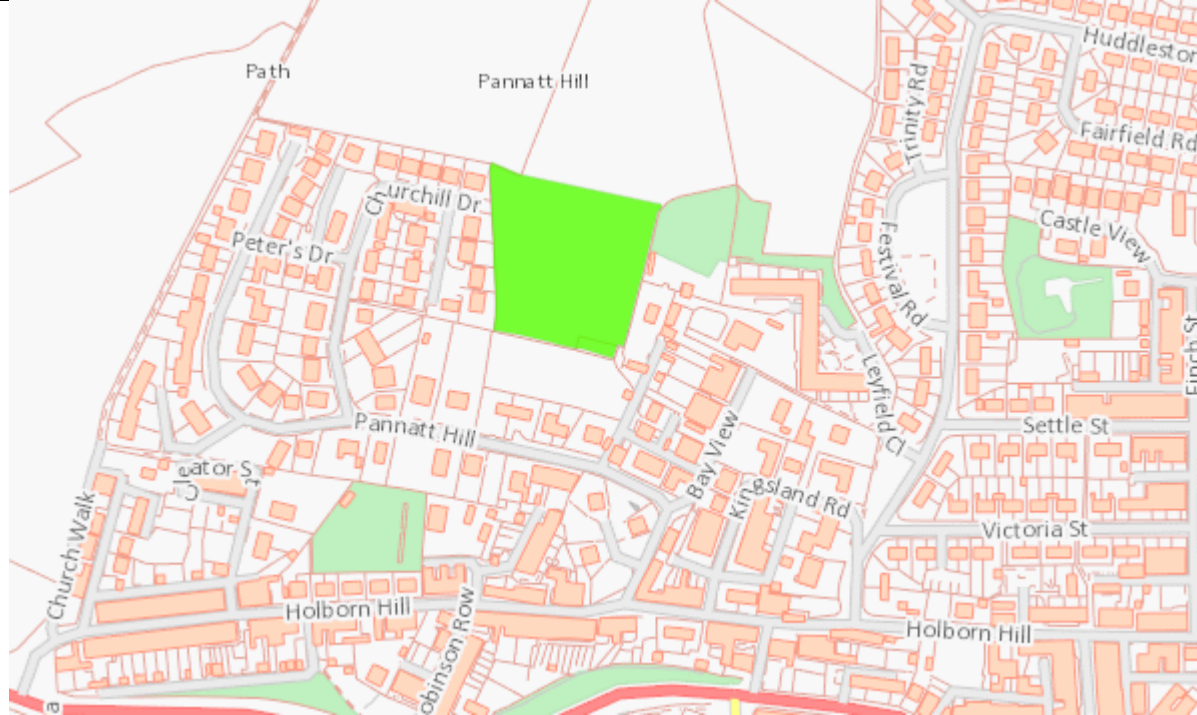 Huddleston
Path
Pannatt Hill
Trinity Rd
Fairfield Rd
Churchill Dr
Castle View
Peter's Dr
Festival Rd
Finch St
Leyfield Cl
Pannatt Hill
Settle St
Bay View
Cleator St
Kingsland Rd
Church Walk
Victoria St
Holborn Hill
Robinson Row
Holborn Hill
a